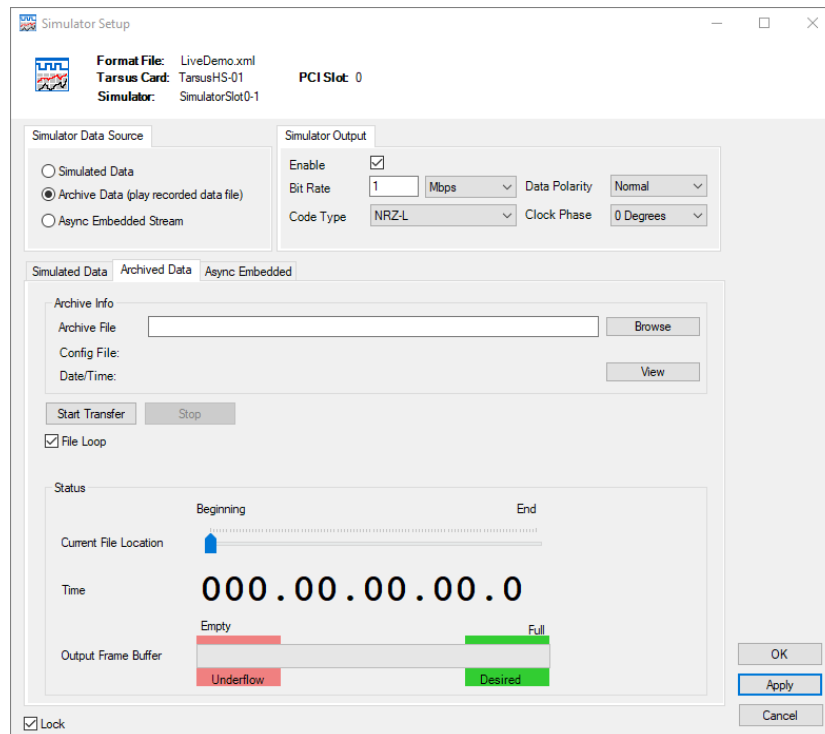 Simulator Setup
Format File: LiveDemo.xml
Tarsus Card: TarsusHS-01 PCI Slot: 0
Simulator: SimulatorSlot0-1
Simulator Data Source
Simulated Data
Archive Data (play recorded data file)
Async Embedded Stream
Simulator Output
Enable
Bit Rate 1 Mbps Data Polarity Normal
Code Type NRZ-L Clock Phase 0 Degrees
Simulated Data Archived Data Async Embedded
Archive Info
Archive File Browse
Config File:
Date/Time: View
Start Transfer Stop
File Loop
Status
Beginning End
Current File Location
Time 000.00.00.00.0
Empty Full
Output Frame Buffer
Underflow Desired
OK
Apply
Cancel
Lock